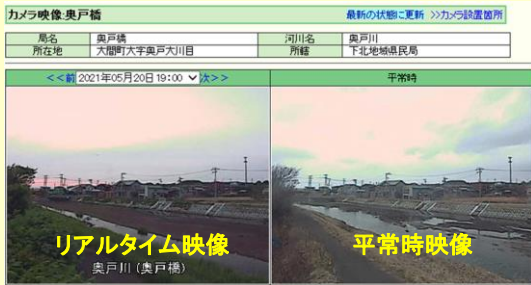 カメラ映像:奥戸橋
最新の状態に更新 >>カメラ設置箇所
局名 奥戸橋 河川名 奥戸川
所在地 大間町大字奥戸大川目 所轄 下北地域県民局
<<前 2021年05月20日 19:00 次>> 平常時
リアルタイム映像 平常時映像
奥戸川(奥戸橋)